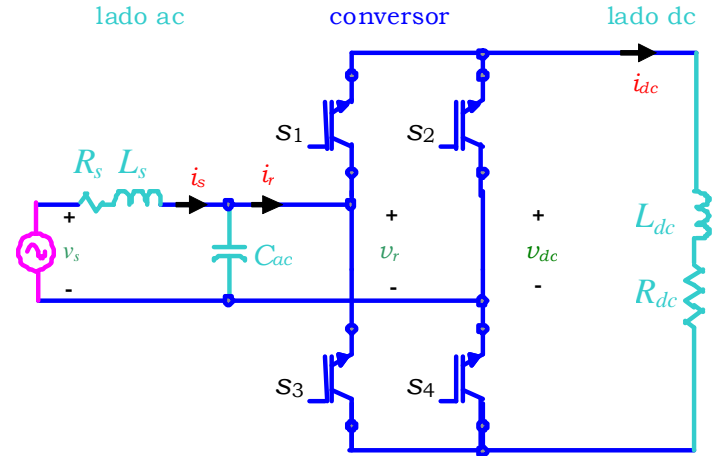 lado ac conversor lado dc
i_dc
S1 S2
R_s L_s i_s i_r
L_dc
+ + +
v_s C_ac v_r v_dc
- - -
R_dc
S3 S4